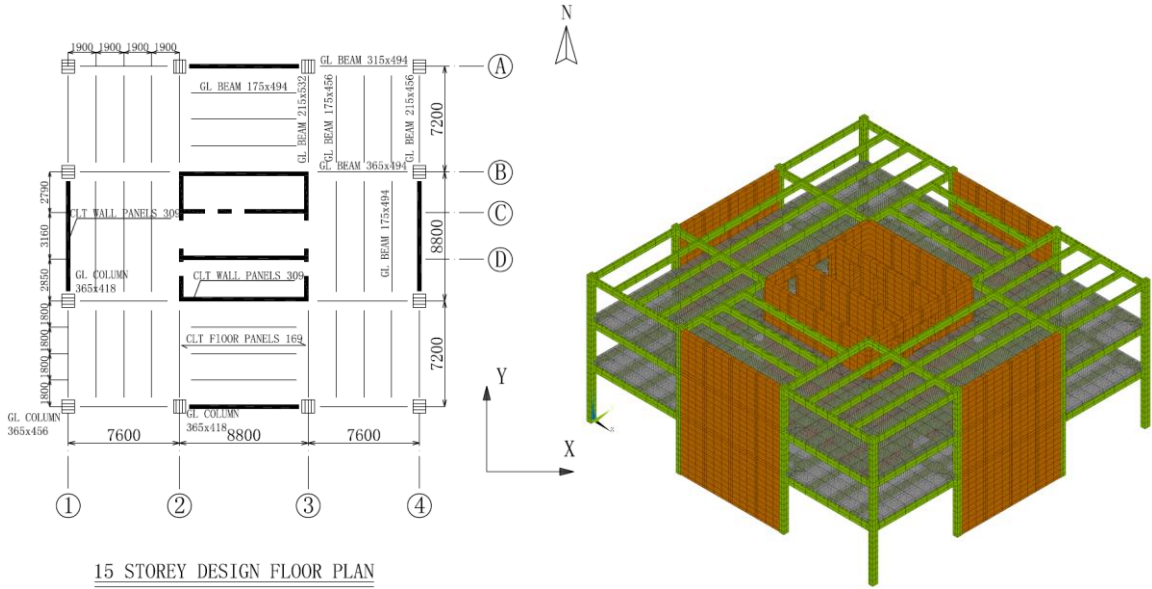 N
1900 1900 1900 1900
GL BEAM 315x494
A
GL BEAM 175x494
GL BEAM 215x532
GL BEAM 175x456
GL BEAM 215x456
7200
GL BEAM 365x494
B
2790
CLT WALL PANELS 309
C
3160
GL BEAM 175x494
8800
D
2850
GL COLUMN
365x418
CLT WALL PANELS 309
1800
1800
1800
1800
CLT FLOOR PANELS 169
7200
Y
X
GL COLUMN
365x456
GL COLUMN
365x418
7600
8800
7600
1
2
3
4
15 STOREY DESIGN FLOOR PLAN